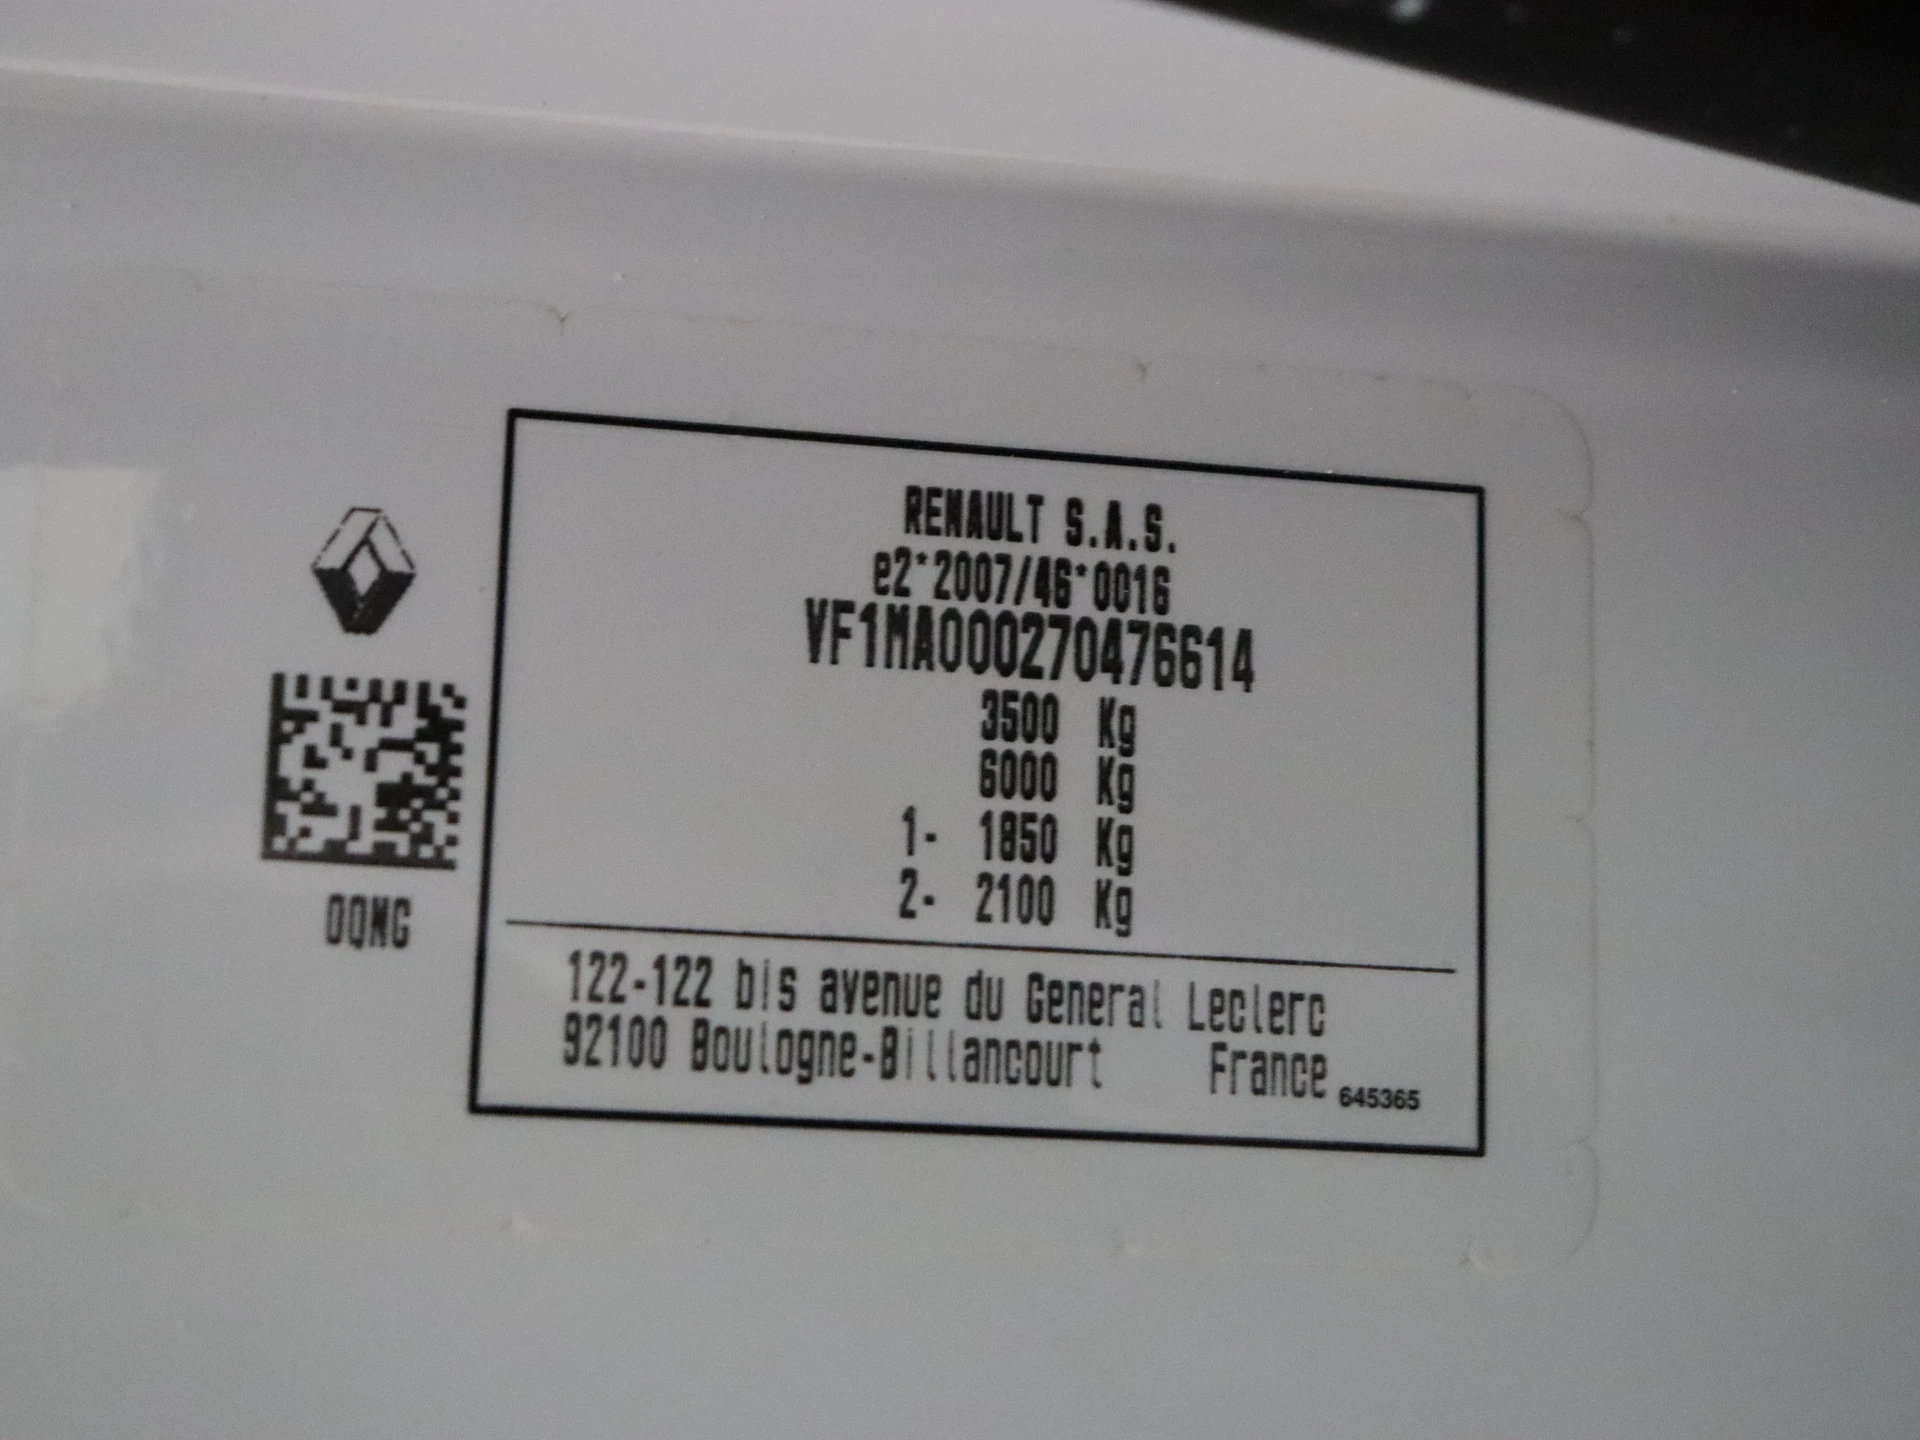 RENAULT S.A.S.
e2*2007/46*0016
VF1MA000270476614
3500 Kg
6000 Kg
1- 1850 Kg
2- 2100 Kg
OQNG
122-122 bis avenue du General Leclerc
92100 Boulogne-Billancourt France 645365